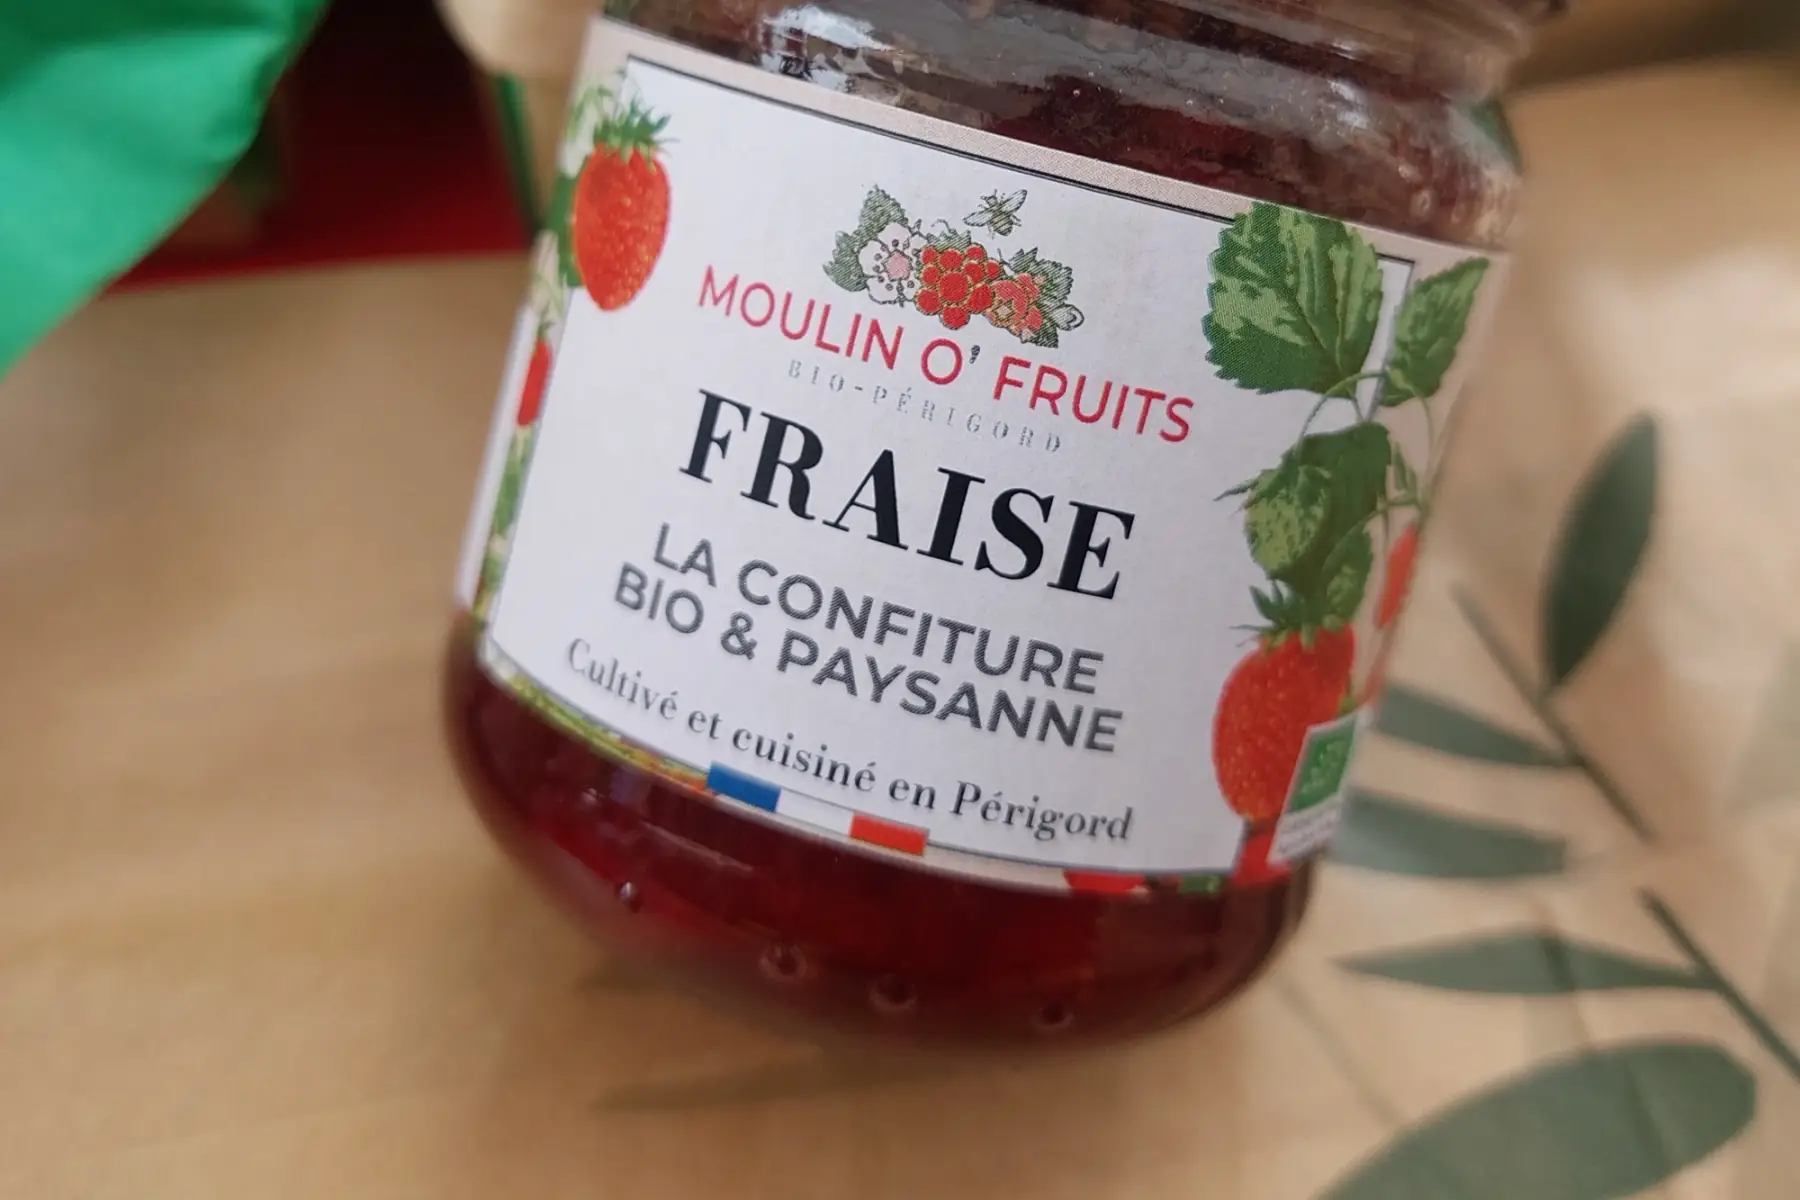 MOULIN O' FRUITS
BIO-PÉRIGORD
FRAISE
LA CONFITURE
BIO & PAYSANNE
Cultivé et cuisiné en Périgord